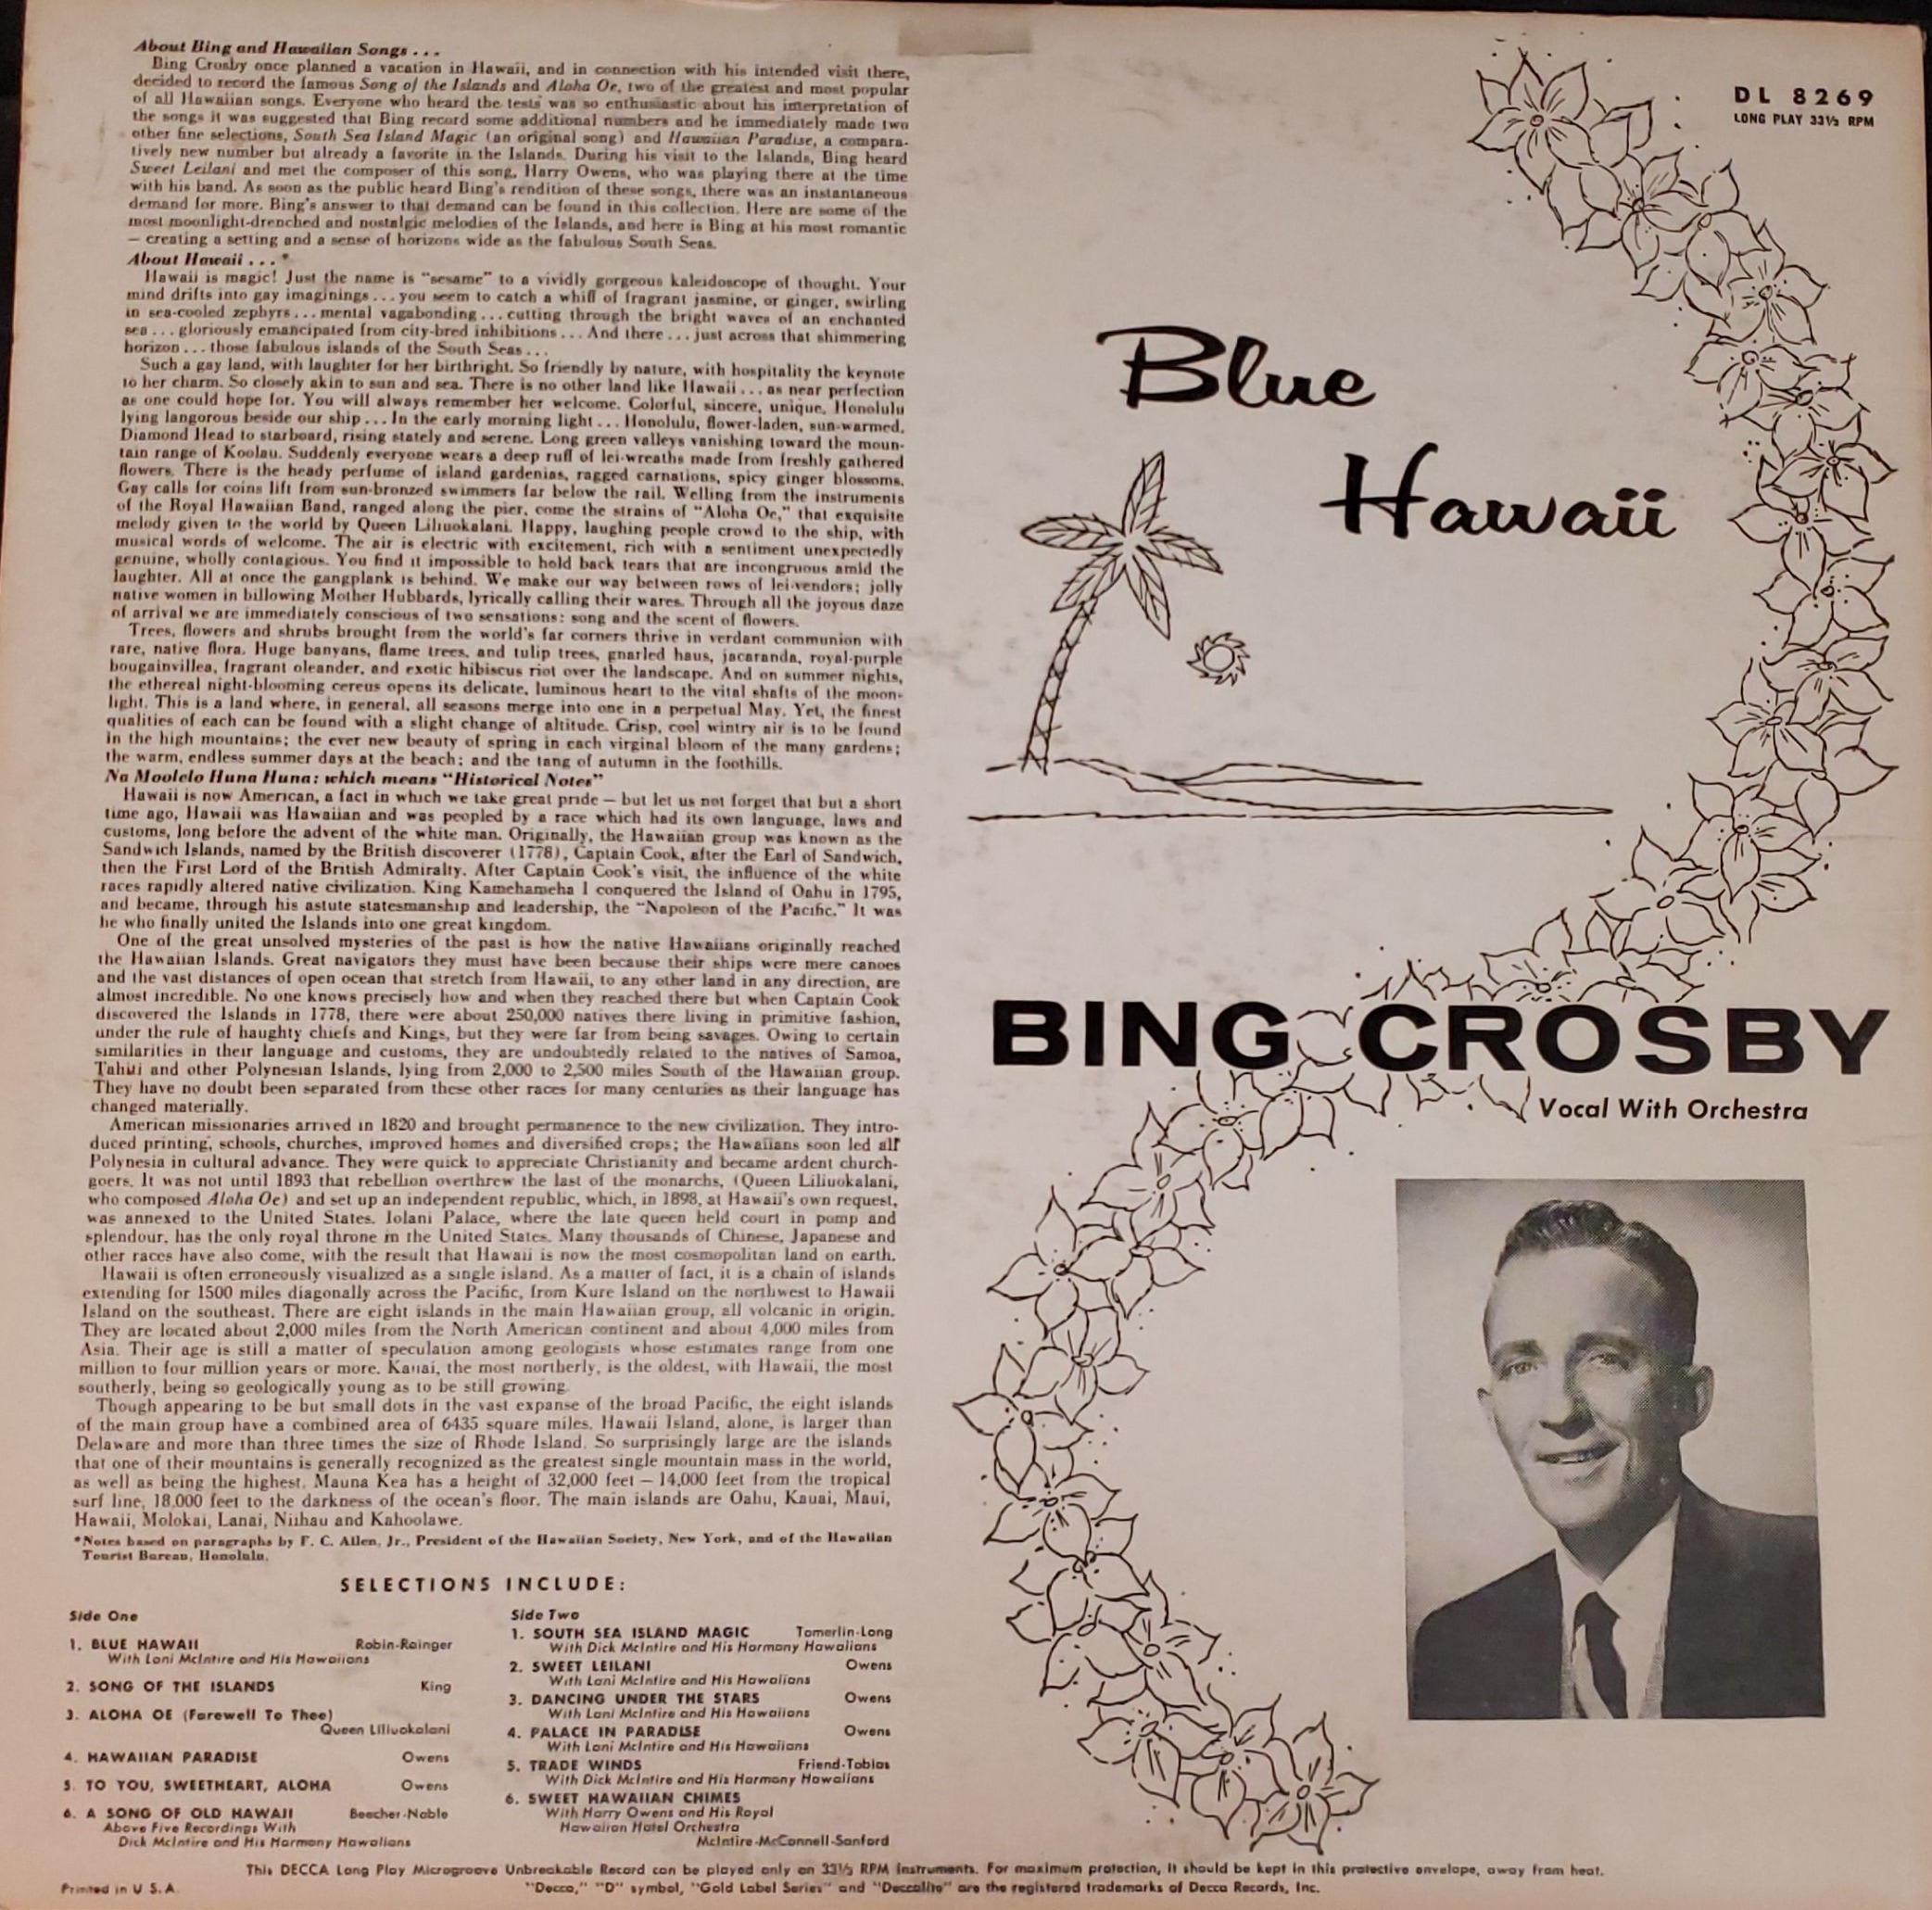 About Bing and Hawaiian Songs . . .
Bing Crosby once planned a vacation in Hawaii, and in connection with his intended visit there,
decided to record the famous Song of the Islands and Aloha Oe, two of the greatest and most popular
of all Hawaiian songs. Everyone who heard the tests was so enthusiastic about his interpretation of
the songs it was suggested that Bing record some additional numbers and he immediately made two
other fine selections, South Sea Island Magic (an original song) and Hawaiian Paradise, a compara-
tively new number but already a favorite in the Islands. During his visit to the Islands, Bing heard
Sweet Leilani and met the composer of this song, Harry Owens, who was playing there at the time
with his band. As soon as the public heard Bing's rendition of these songs, there was an instantaneous
demand for more. Bing's answer to that demand can be found in this collection. Here are some of the
most moonlight-drenched and nostalgic melodies of the Islands, and here is Bing at his most romantic
— creating a setting and a sense of horizons wide as the fabulous South Seas.
About Hawaii . . . *
Hawaii is magic! Just the name is "sesame" to a vividly gorgeous kaleidoscope of thought. Your
mind drifts into gay imaginings . . . you seem to catch a whiff of fragrant jasmine, or ginger, swirling
in sea-cooled zephyrs . . . mental vagabonding . . . cutting through the bright waves of an enchanted
sea . . . gloriously emancipated from city-bred inhibitions . . . And there . . . just across that shimmering
horizon . . . those fabulous islands of the South Seas . . .
Such a gay land, with laughter for her birthright. So friendly by nature, with hospitality the keynote
to her charm. So closely akin to sun and sea. There is no other land like Hawaii . . . as near perfection
as one could hope for. You will always remember her welcome. Colorful, sincere, unique. Honolulu
lying langorous beside our ship . . . In the early morning light . . . Honolulu, flower-laden, sun-warmed,
Diamond Head to starboard, rising stately and serene. Long green valleys vanishing toward the moun-
tain range of Koolau. Suddenly everyone wears a deep ruff of lei-wreaths made from freshly gathered
flowers. There is the heady perfume of island gardenias, ragged carnations, spicy ginger blossoms.
Gay calls for coins lift from sun-bronzed swimmers far below the rail. Welling from the instruments
of the Royal Hawaiian Band, ranged along the pier, come the strains of "Aloha Oe," that exquisite
melody given to the world by Queen Liliuokalani. Happy, laughing people crowd to the ship, with
musical words of welcome. The air is electric with excitement, rich with a sentiment unexpectedly
genuine, wholly contagious. You find it impossible to hold back tears that are incongruous amid the
laughter. All at once the gangplank is behind. We make our way between rows of lei-vendors; jolly
native women in billowing Mother Hubbards, lyrically calling their wares. Through all the joyous daze
of arrival we are immediately conscious of two sensations: song and the scent of flowers.
Trees, flowers and shrubs brought from the world's far corners thrive in verdant communion with
rare, native flora. Huge banyans, flame trees, and tulip trees, gnarled haus, jacaranda, royal-purple
bougainvillea, fragrant oleander, and exotic hibiscus riot over the landscape. And on summer nights,
the ethereal night-blooming cereus opens its delicate, luminous heart to the vital shafts of the moon-
light. This is a land where, in general, all seasons merge into one in a perpetual May. Yet, the finest
qualities of each can be found with a slight change of altitude. Crisp, cool wintry air is to be found
in the high mountains; the ever new beauty of spring in each virginal bloom of the many gardens;
the warm, endless summer days at the beach; and the tang of autumn in the foothills.
Na Moolelo Huna Huna: which means "Historical Notes"
Hawaii is now American, a fact in which we take great pride — but let us not forget that but a short
time ago, Hawaii was Hawaiian and was peopled by a race which had its own language, laws and
customs, long before the advent of the white man. Originally, the Hawaiian group was known as the
Sandwich Islands, named by the British discoverer (1778), Captain Cook, after the Earl of Sandwich,
then the First Lord of the British Admiralty. After Captain Cook's visit, the influence of the white
races rapidly altered native civilization. King Kamehameha I conquered the Island of Oahu in 1795,
and became, through his astute statesmanship and leadership, the "Napoleon of the Pacific." It was
he who finally united the Islands into one great kingdom.
One of the great unsolved mysteries of the past is how the native Hawaiians originally reached
the Hawaiian Islands. Great navigators they must have been because their ships were mere canoes
and the vast distances of open ocean that stretch from Hawaii, to any other land in any direction, are
almost incredible. No one knows precisely how and when they reached there but when Captain Cook
discovered the Islands in 1778, there were about 250,000 natives there living in primitive fashion,
under the rule of haughty chiefs and Kings, but they were far from being savages. Owing to certain
similarities in their language and customs, they are undoubtedly related to the natives of Samoa,
Tahiti and other Polynesian Islands, lying from 2,000 to 2,500 miles South of the Hawaiian group.
They have no doubt been separated from these other races for many centuries as their language has
changed materially.
American missionaries arrived in 1820 and brought permanence to the new civilization. They intro-
duced printing, schools, churches, improved homes and diversified crops; the Hawaiians soon led all
Polynesia in cultural advance. They were quick to appreciate Christianity and became ardent church-
goers. It was not until 1893 that rebellion overthrew the last of the monarchs, (Queen Liliuokalani,
who composed Aloha Oe) and set up an independent republic, which, in 1898, at Hawaii's own request,
was annexed to the United States. Iolani Palace, where the late queen held court in pomp and
splendour, has the only royal throne in the United States. Many thousands of Chinese, Japanese and
other races have also come, with the result that Hawaii is now the most cosmopolitan land on earth.
Hawaii is often erroneously visualized as a single island. As a matter of fact, it is a chain of islands
extending for 1500 miles diagonally across the Pacific, from Kure Island on the northwest to Hawaii
Island on the southeast. There are eight islands in the main Hawaiian group, all volcanic in origin.
They are located about 2,000 miles from the North American continent and about 4,000 miles from
Asia. Their age is still a matter of speculation among geologists whose estimates range from one
million to four million years or more. Kauai, the most northerly, is the oldest, with Hawaii, the most
southerly, being so geologically young as to be still growing.
Though appearing to be but small dots in the vast expanse of the broad Pacific, the eight islands
of the main group have a combined area of 6435 square miles. Hawaii Island, alone, is larger than
Delaware and more than three times the size of Rhode Island. So surprisingly large are the islands
that one of their mountains is generally recognized as the greatest single mountain mass in the world,
as well as being the highest. Mauna Kea has a height of 32,000 feet — 14,000 feet from the tropical
surf line, 18,000 feet to the darkness of the ocean's floor. The main islands are Oahu, Kauai, Maui,
Hawaii, Molokai, Lanai, Niihau and Kahoolawe.
*Notes based on paragraphs by F. C. Allen, Jr., President of the Hawaiian Society, New York, and of the Hawaiian
Tourist Bureau, Honolulu.
SELECTIONS INCLUDE:
Side One
1. BLUE HAWAII Robin-Rainger
With Lani McIntire and His Hawaiians
2. SONG OF THE ISLANDS King
3. ALOHA OE (Farewell To Thee)
Queen Liliuokalani
4. HAWAIIAN PARADISE Owens
5. TO YOU, SWEETHEART, ALOHA Owens
6. A SONG OF OLD HAWAII Beecher-Noble
Above Five Recordings With
Dick McIntire and His Harmony Hawaiians
Side Two
1. SOUTH SEA ISLAND MAGIC Tomerlin-Long
With Dick McIntire and His Harmony Hawaiians
2. SWEET LEILANI Owens
With Lani McIntire and His Hawaiians
3. DANCING UNDER THE STARS Owens
With Lani McIntire and His Hawaiians
4. PALACE IN PARADISE Owens
With Lani McIntire and His Hawaiians
5. TRADE WINDS Friend-Tobias
With Dick McIntire and His Harmony Hawaiians
6. SWEET HAWAIIAN CHIMES
With Harry Owens and His Royal
Hawaiian Hotel Orchestra
McIntire-McConnell-Sanford
DL 8269
LONG PLAY 33⅓ RPM
Blue
Hawaii
BING CROSBY
Vocal With Orchestra
This DECCA Long Play Microgroove Unbreakable Record can be played only on 33⅓ RPM instruments. For maximum protection, it should be kept in this protective envelope, away from heat.
Printed in U.S.A.
"Decca," "D" symbol, "Gold Label Series" and "Deccalite" are the registered trademarks of Decca Records, Inc.